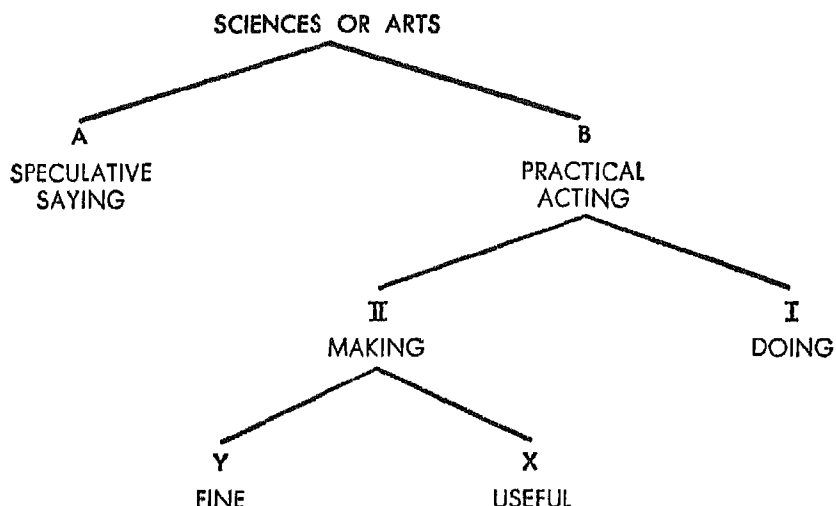 SCIENCES OR ARTS
A B
SPECULATIVE PRACTICAL
SAYING ACTING
II I
MAKING DOING
Y X
FINE USEFUL